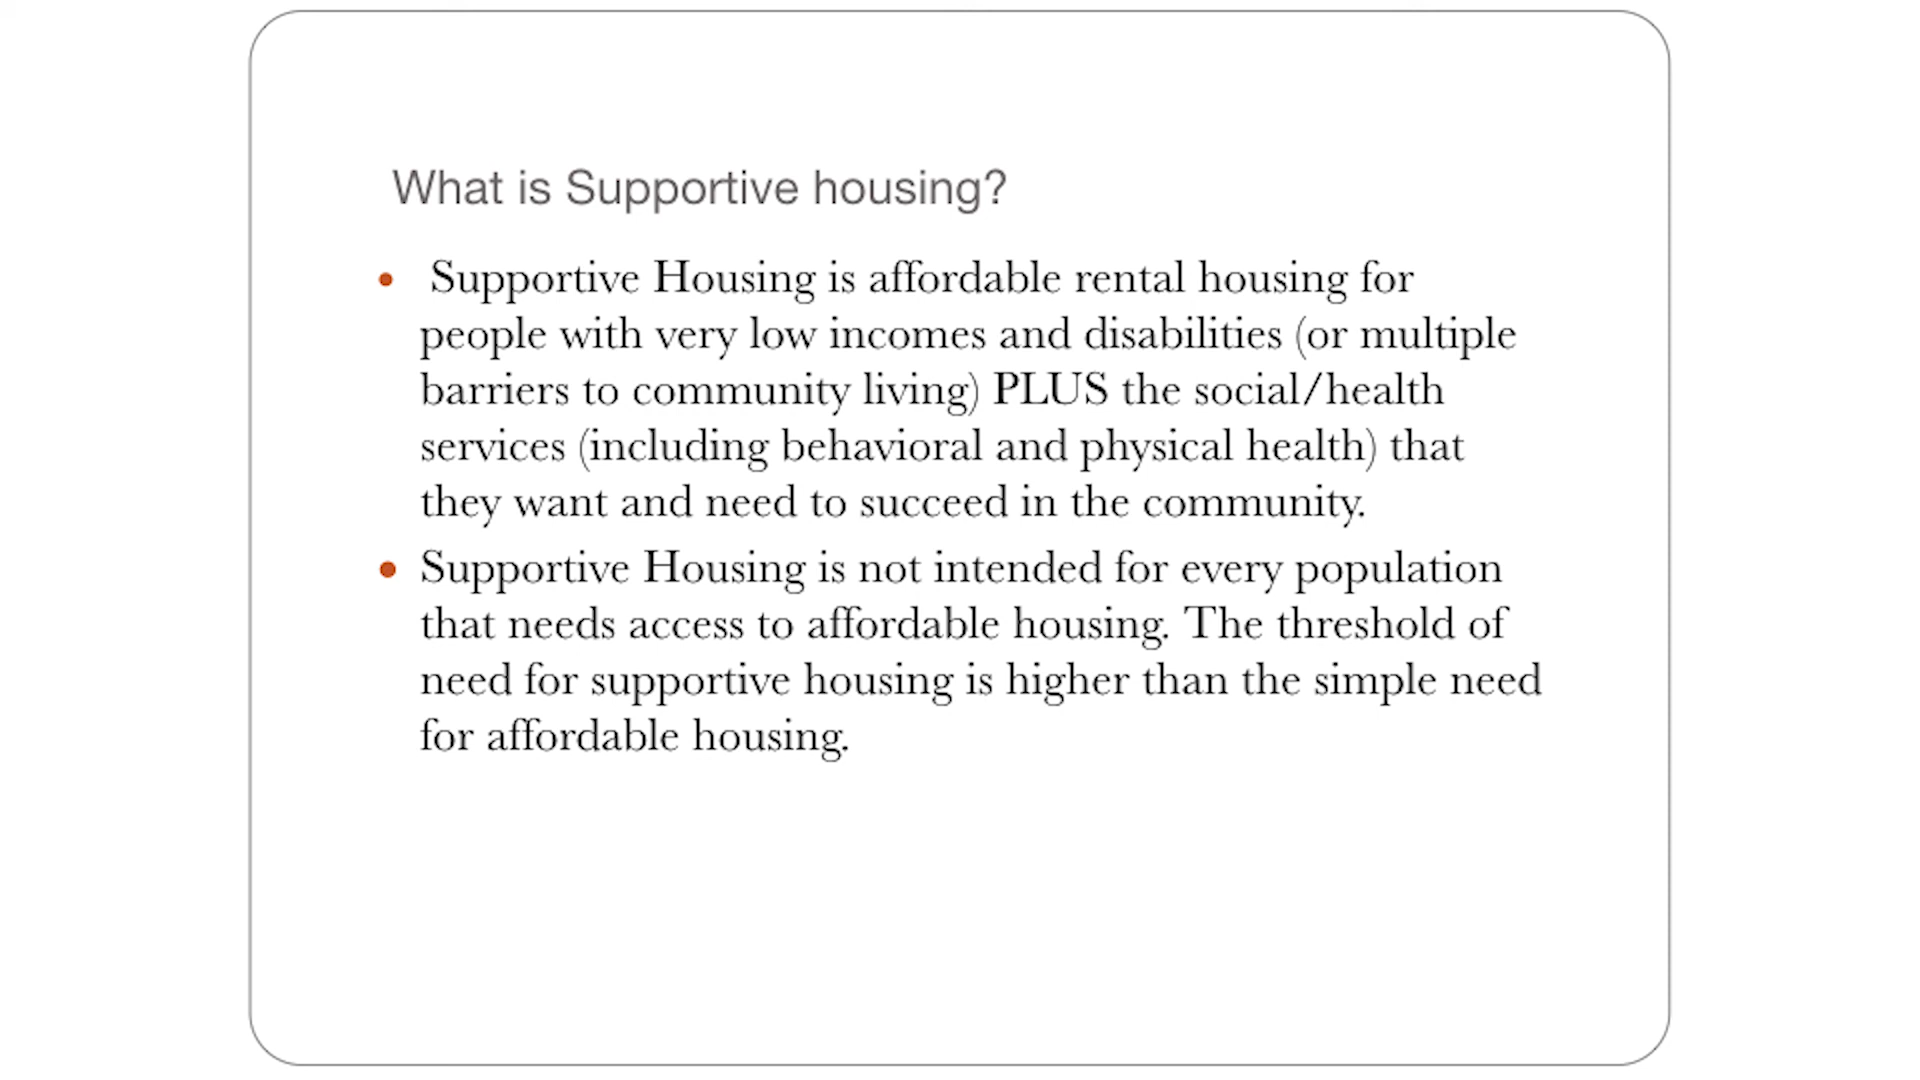 What is Supportive housing?
• Supportive Housing is affordable rental housing for
people with very low incomes and disabilities (or multiple
barriers to community living) PLUS the social/health
services (including behavioral and physical health) that
they want and need to succeed in the community.
• Supportive Housing is not intended for every population
that needs access to affordable housing. The threshold of
need for supportive housing is higher than the simple need
for affordable housing.